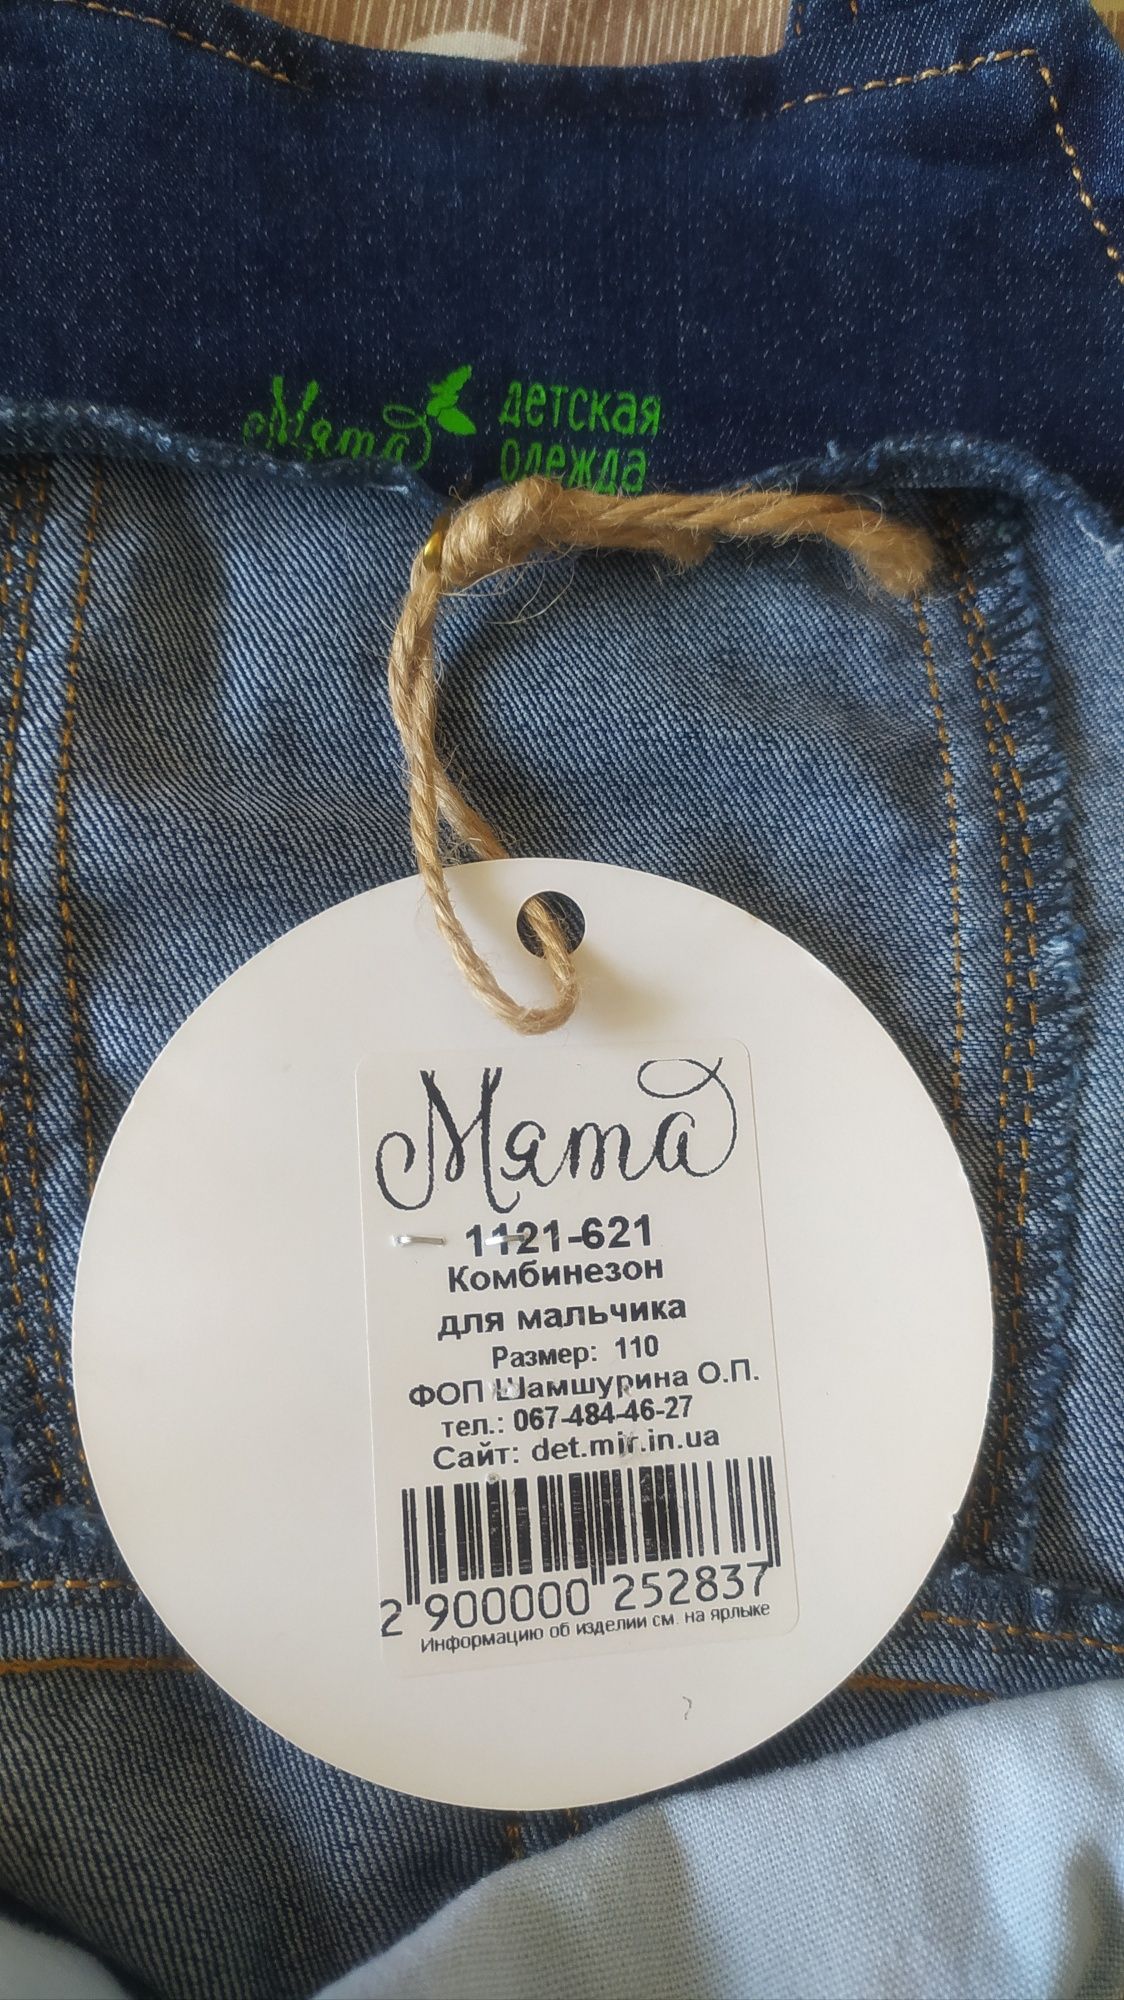 Мята детская
одежда
Мята
1121-621
Комбинезон
для мальчика
Размер: 110
ФОП Шамшурина О.П.
тел.: 067-484-46-27
Сайт: det.mir.in.ua
2 900000 252837
Информацию об изделии см. на ярлыке